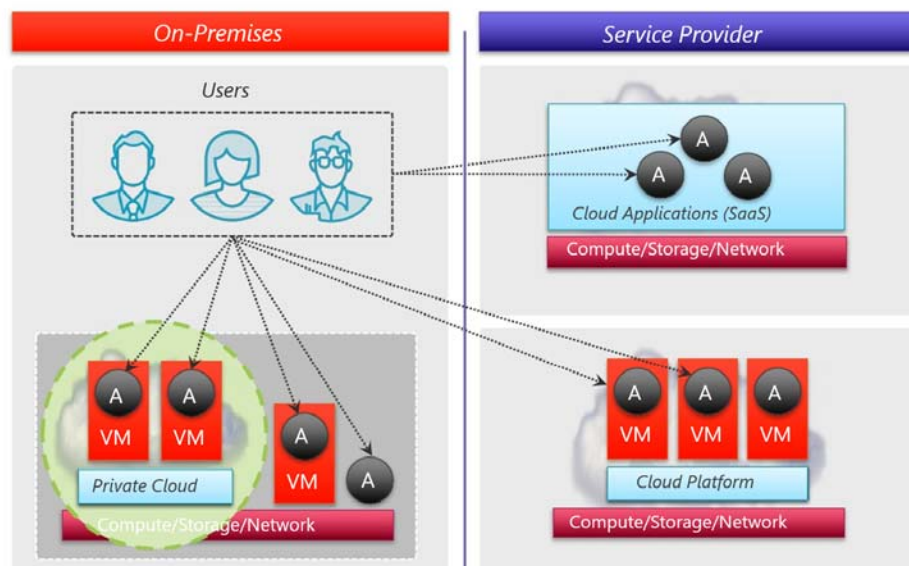 On-Premises
Service Provider
Users
A
A
A
Cloud Applications (SaaS)
Compute/Storage/Network
A
A
VM
VM
A
VM
A
Private Cloud
Compute/Storage/Network
A
A
A
VM
VM
VM
Cloud Platform
Compute/Storage/Network